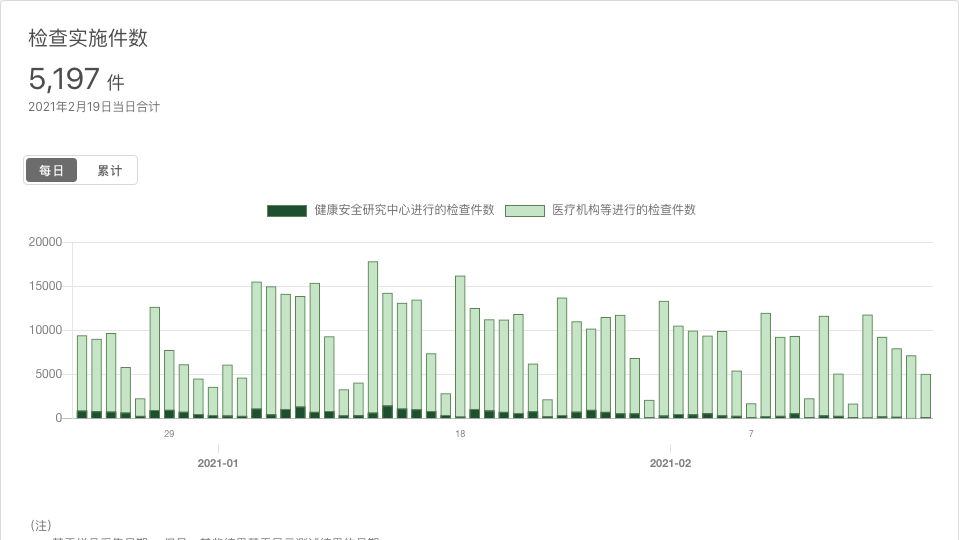 检查实施件数
5,197 件
2021年2月19日当日合计
每日 累计
健康安全研究中心进行的检查件数 医疗机构等进行的检查件数
20000
15000
10000
5000
0
29 18 7
2021-01 2021-02
(注)